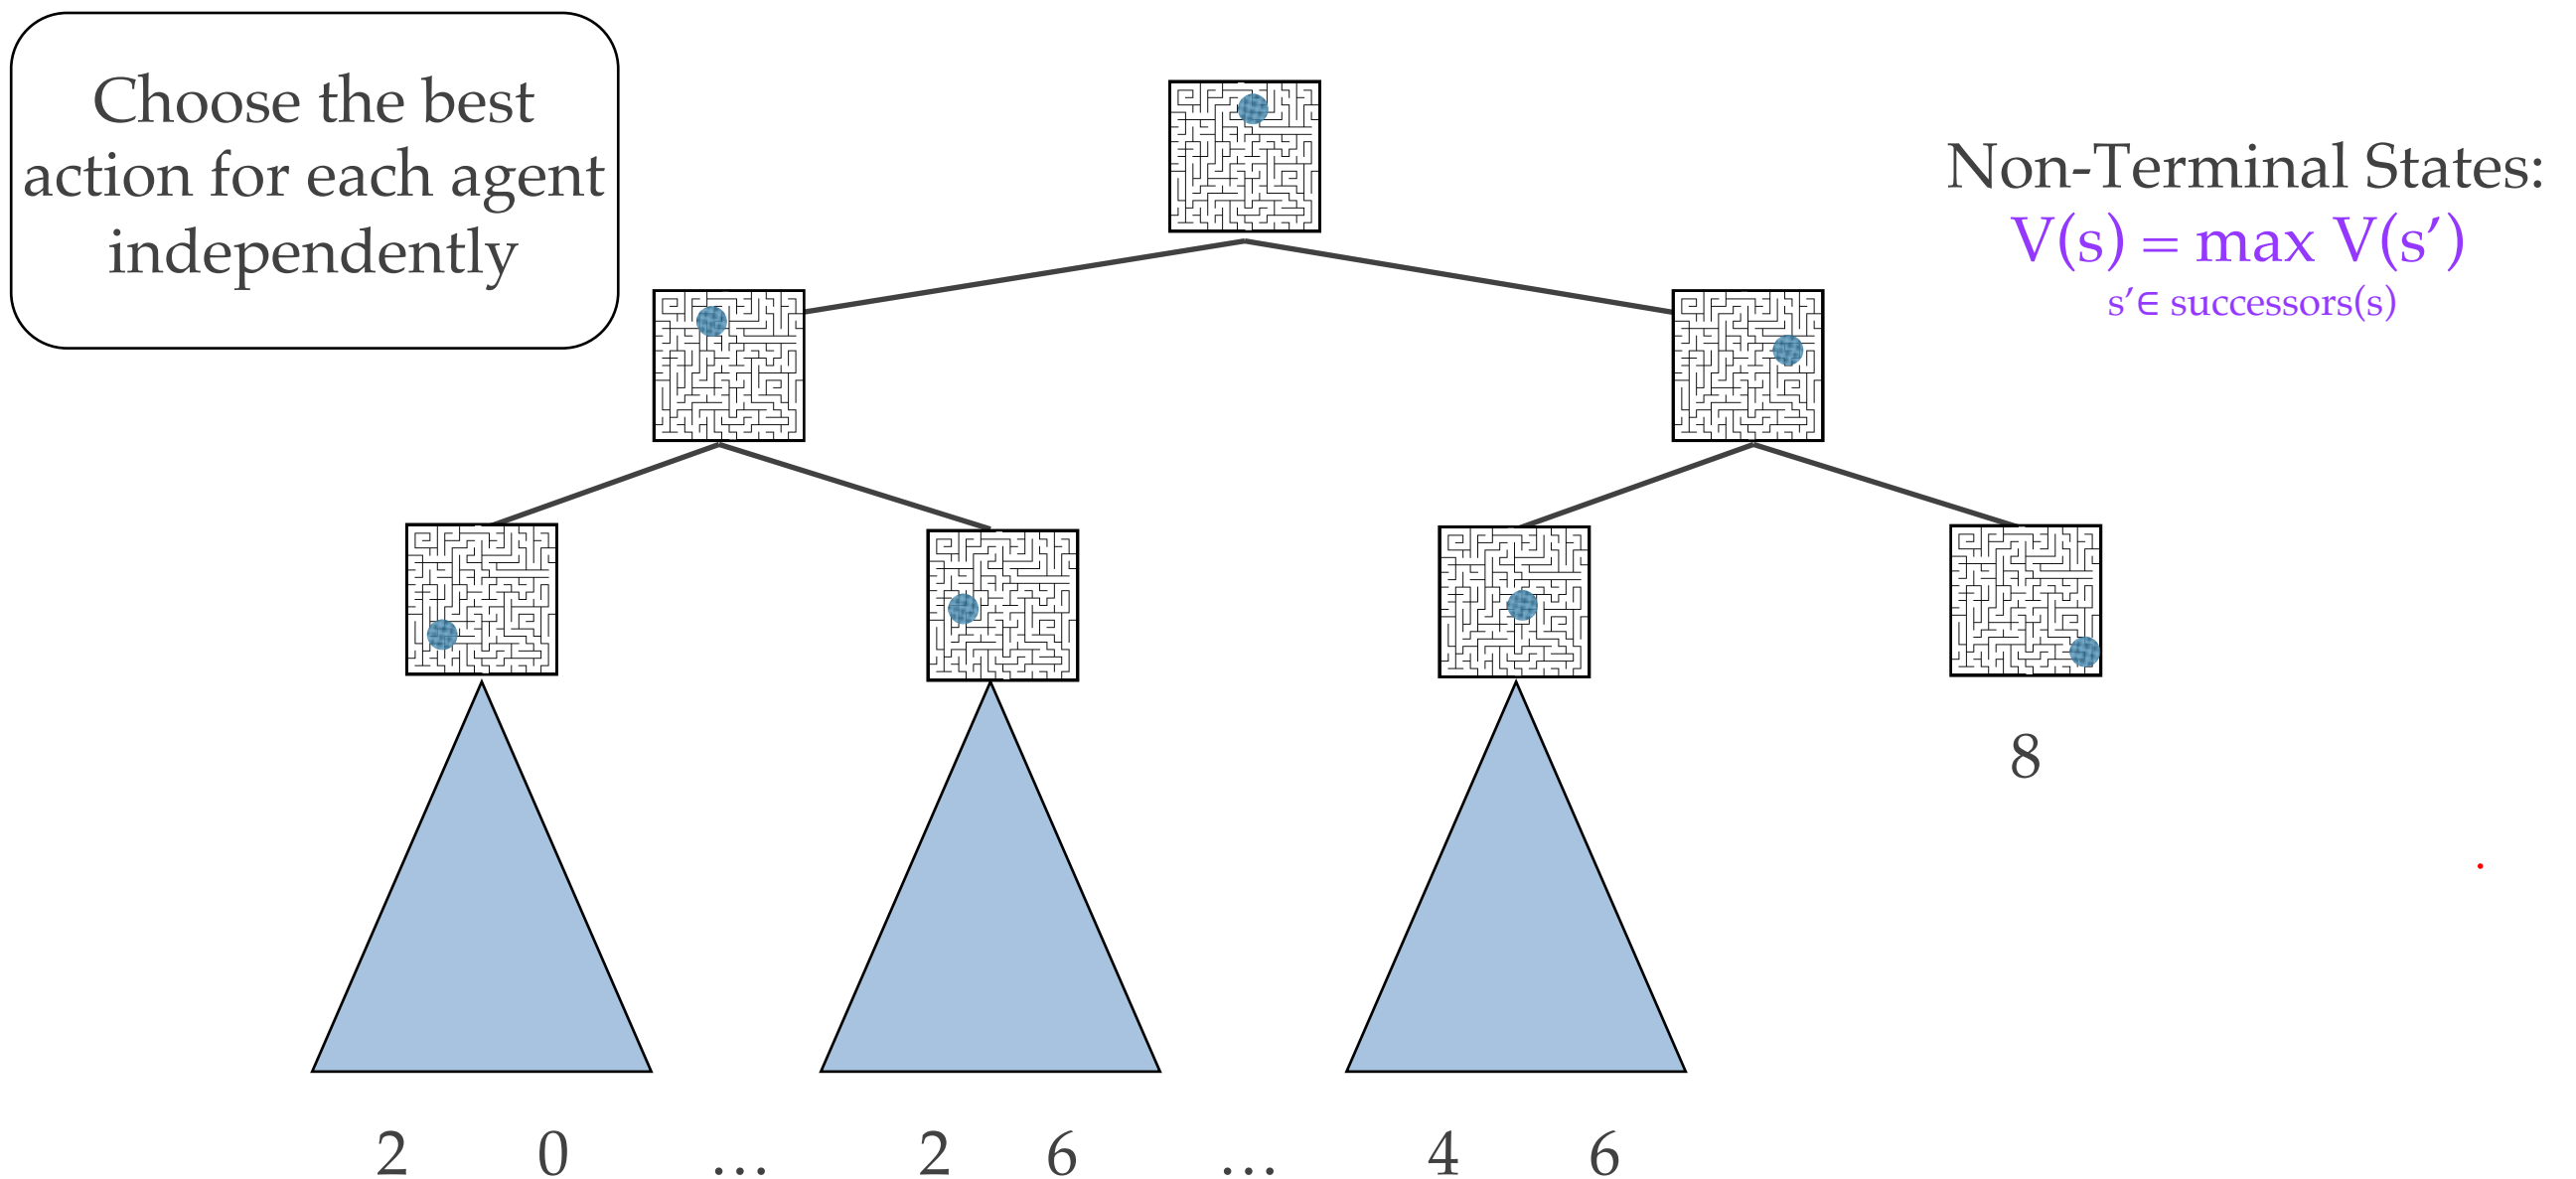 Choose the best
action for each agent
independently
Non-Terminal States:
V(s) = max V(s’)
s’∈ successors(s)
8
2 0 … 2 6 … 4 6